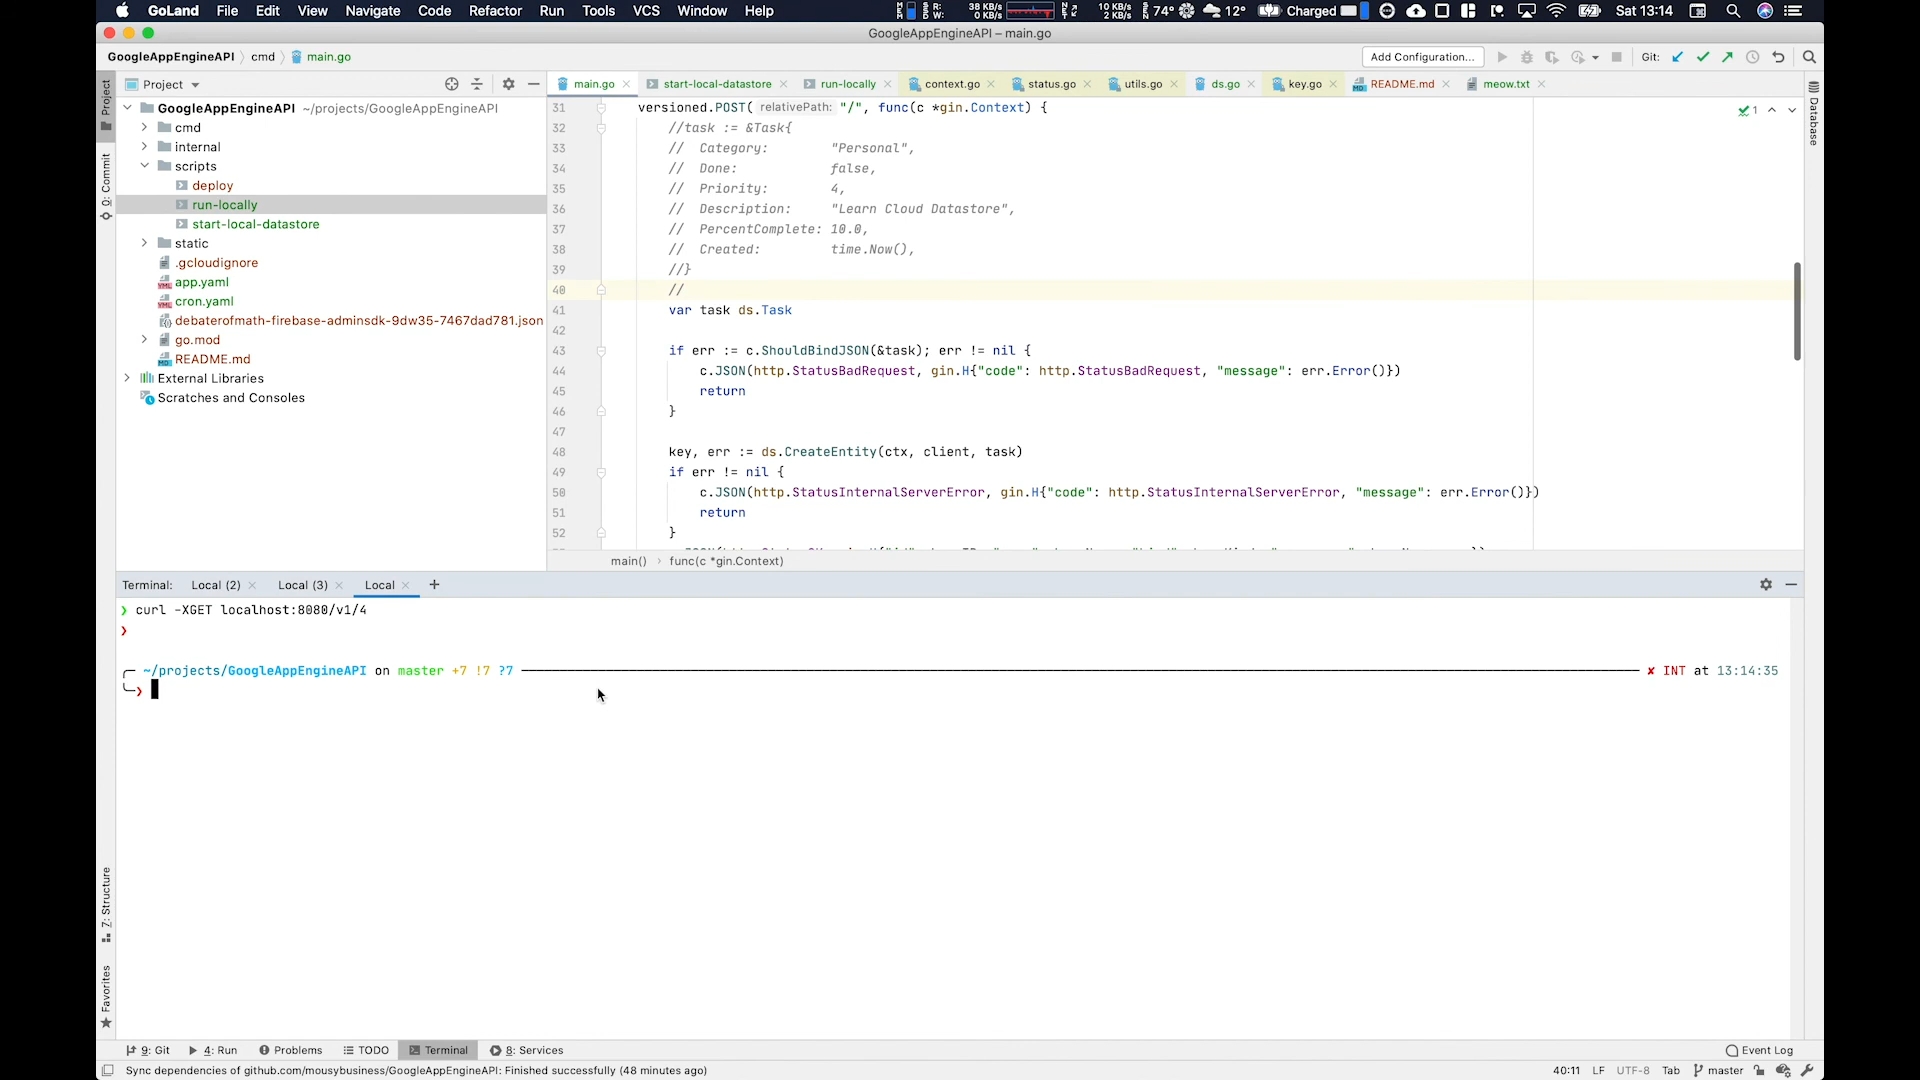 GoLand File Edit View Navigate Code Refactor Run Tools VCS Window Help
38 KB/s 0 KB/s 10 KB/s 2 KB/s 74° 12° Charged Sat 13:14
GoogleAppEngineAPI – main.go
GoogleAppEngineAPI cmd main.go
Add Configuration... Git:
Project
main.go start-local-datastore run-locally context.go status.go utils.go ds.go key.go README.md meow.txt
GoogleAppEngineAPI ~/projects/GoogleAppEngineAPI
cmd
internal
scripts
deploy
run-locally
start-local-datastore
static
.gcloudignore
app.yaml
cron.yaml
debaterofmath-firebase-adminsdk-9dw35-7467dad781.json
go.mod
README.md
External Libraries
Scratches and Consoles
Project
0: Commit
7: Structure
Favorites
Database
1
31 versioned.POST( relativePath: "/", func(c *gin.Context) {
32 //task := &Task{
33 // Category: "Personal",
34 // Done: false,
35 // Priority: 4,
36 // Description: "Learn Cloud Datastore",
37 // PercentComplete: 10.0,
38 // Created: time.Now(),
39 //}
40 //
41 var task ds.Task
42
43 if err := c.ShouldBindJSON(&task); err != nil {
44 c.JSON(http.StatusBadRequest, gin.H{"code": http.StatusBadRequest, "message": err.Error()})
45 return
46 }
47
48 key, err := ds.CreateEntity(ctx, client, task)
49 if err != nil {
50 c.JSON(http.StatusInternalServerError, gin.H{"code": http.StatusInternalServerError, "message": err.Error()})
51 return
52 }
main() › func(c *gin.Context)
Terminal: Local (2) Local (3) Local +
❯ curl -XGET localhost:8080/v1/4
❯
~/projects/GoogleAppEngineAPI on master +7 !7 ?7 ✘ INT at 13:14:35
❯
9: Git 4: Run Problems TODO Terminal 8: Services Event Log
Sync dependencies of github.com/mousybusiness/GoogleAppEngineAPI: Finished successfully (48 minutes ago) 40:11 LF UTF-8 Tab master